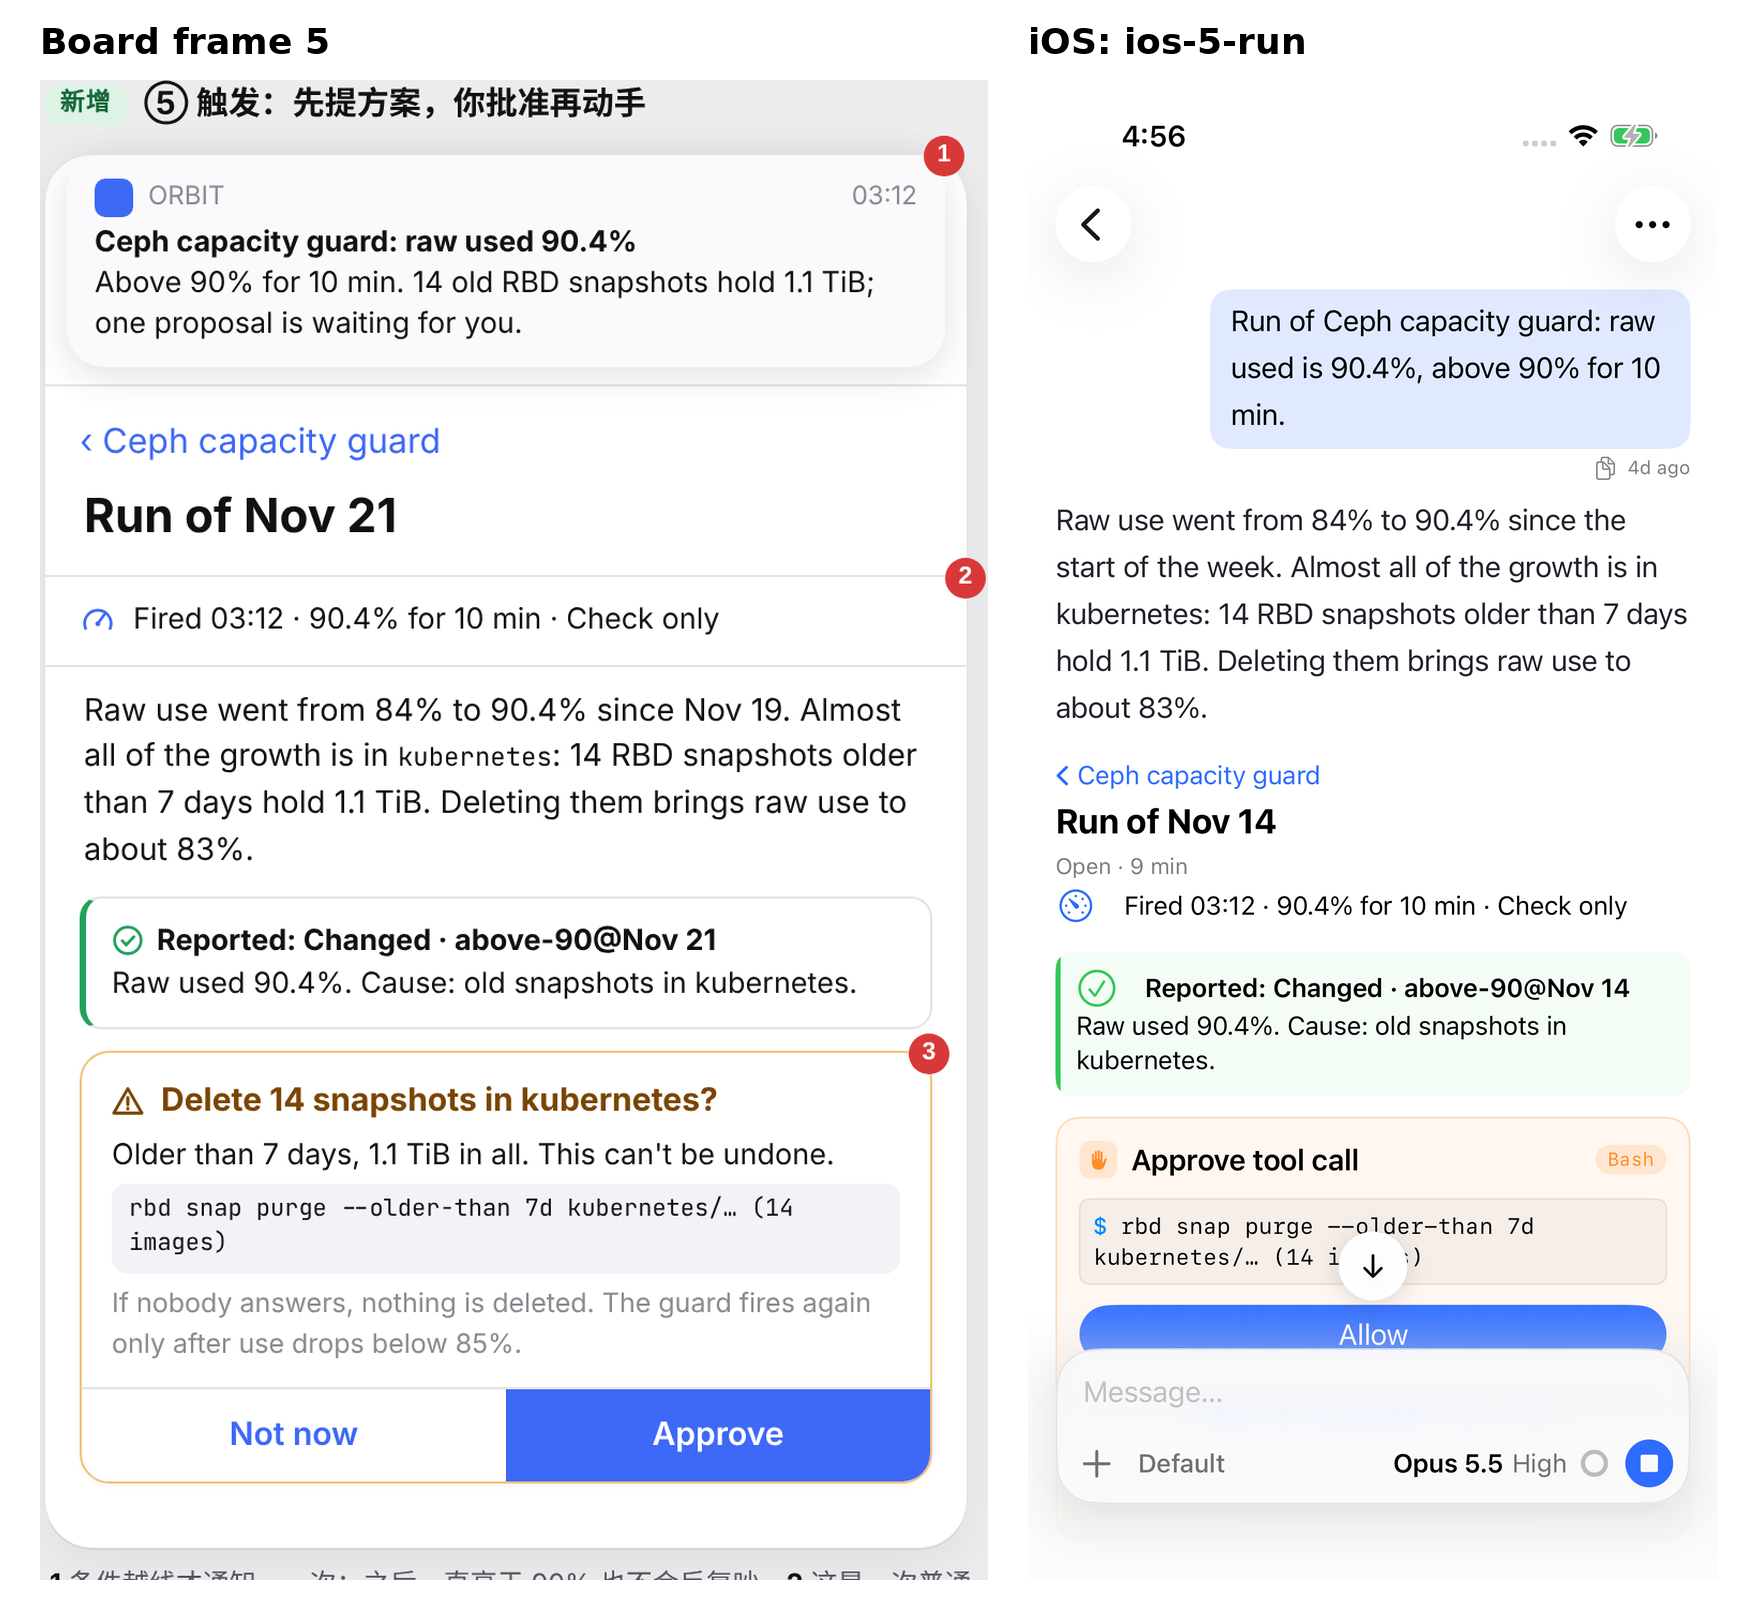 Board frame 5
新增 ⑤ 触发：先提方案，你批准再动手
1
ORBIT 03:12
Ceph capacity guard: raw used 90.4%
Above 90% for 10 min. 14 old RBD snapshots hold 1.1 TiB;
one proposal is waiting for you.
‹ Ceph capacity guard
Run of Nov 21
2
Fired 03:12 · 90.4% for 10 min · Check only
Raw use went from 84% to 90.4% since Nov 19. Almost
all of the growth is in kubernetes: 14 RBD snapshots older
than 7 days hold 1.1 TiB. Deleting them brings raw use to
about 83%.
Reported: Changed · above-90@Nov 21
Raw used 90.4%. Cause: old snapshots in kubernetes.
3
Delete 14 snapshots in kubernetes?
Older than 7 days, 1.1 TiB in all. This can't be undone.
rbd snap purge --older-than 7d kubernetes/… (14
images)
If nobody answers, nothing is deleted. The guard fires again
only after use drops below 85%.
Not now Approve
iOS: ios-5-run
4:56
Run of Ceph capacity guard: raw
used is 90.4%, above 90% for 10
min.
4d ago
Raw use went from 84% to 90.4% since the
start of the week. Almost all of the growth is in
kubernetes: 14 RBD snapshots older than 7 days
hold 1.1 TiB. Deleting them brings raw use to
about 83%.
Ceph capacity guard
Run of Nov 14
Open · 9 min
Fired 03:12 · 90.4% for 10 min · Check only
Reported: Changed · above-90@Nov 14
Raw used 90.4%. Cause: old snapshots in
kubernetes.
Approve tool call Bash
$ rbd snap purge --older-than 7d
kubernetes/… (14
Allow
Message...
Default Opus 5.5 High